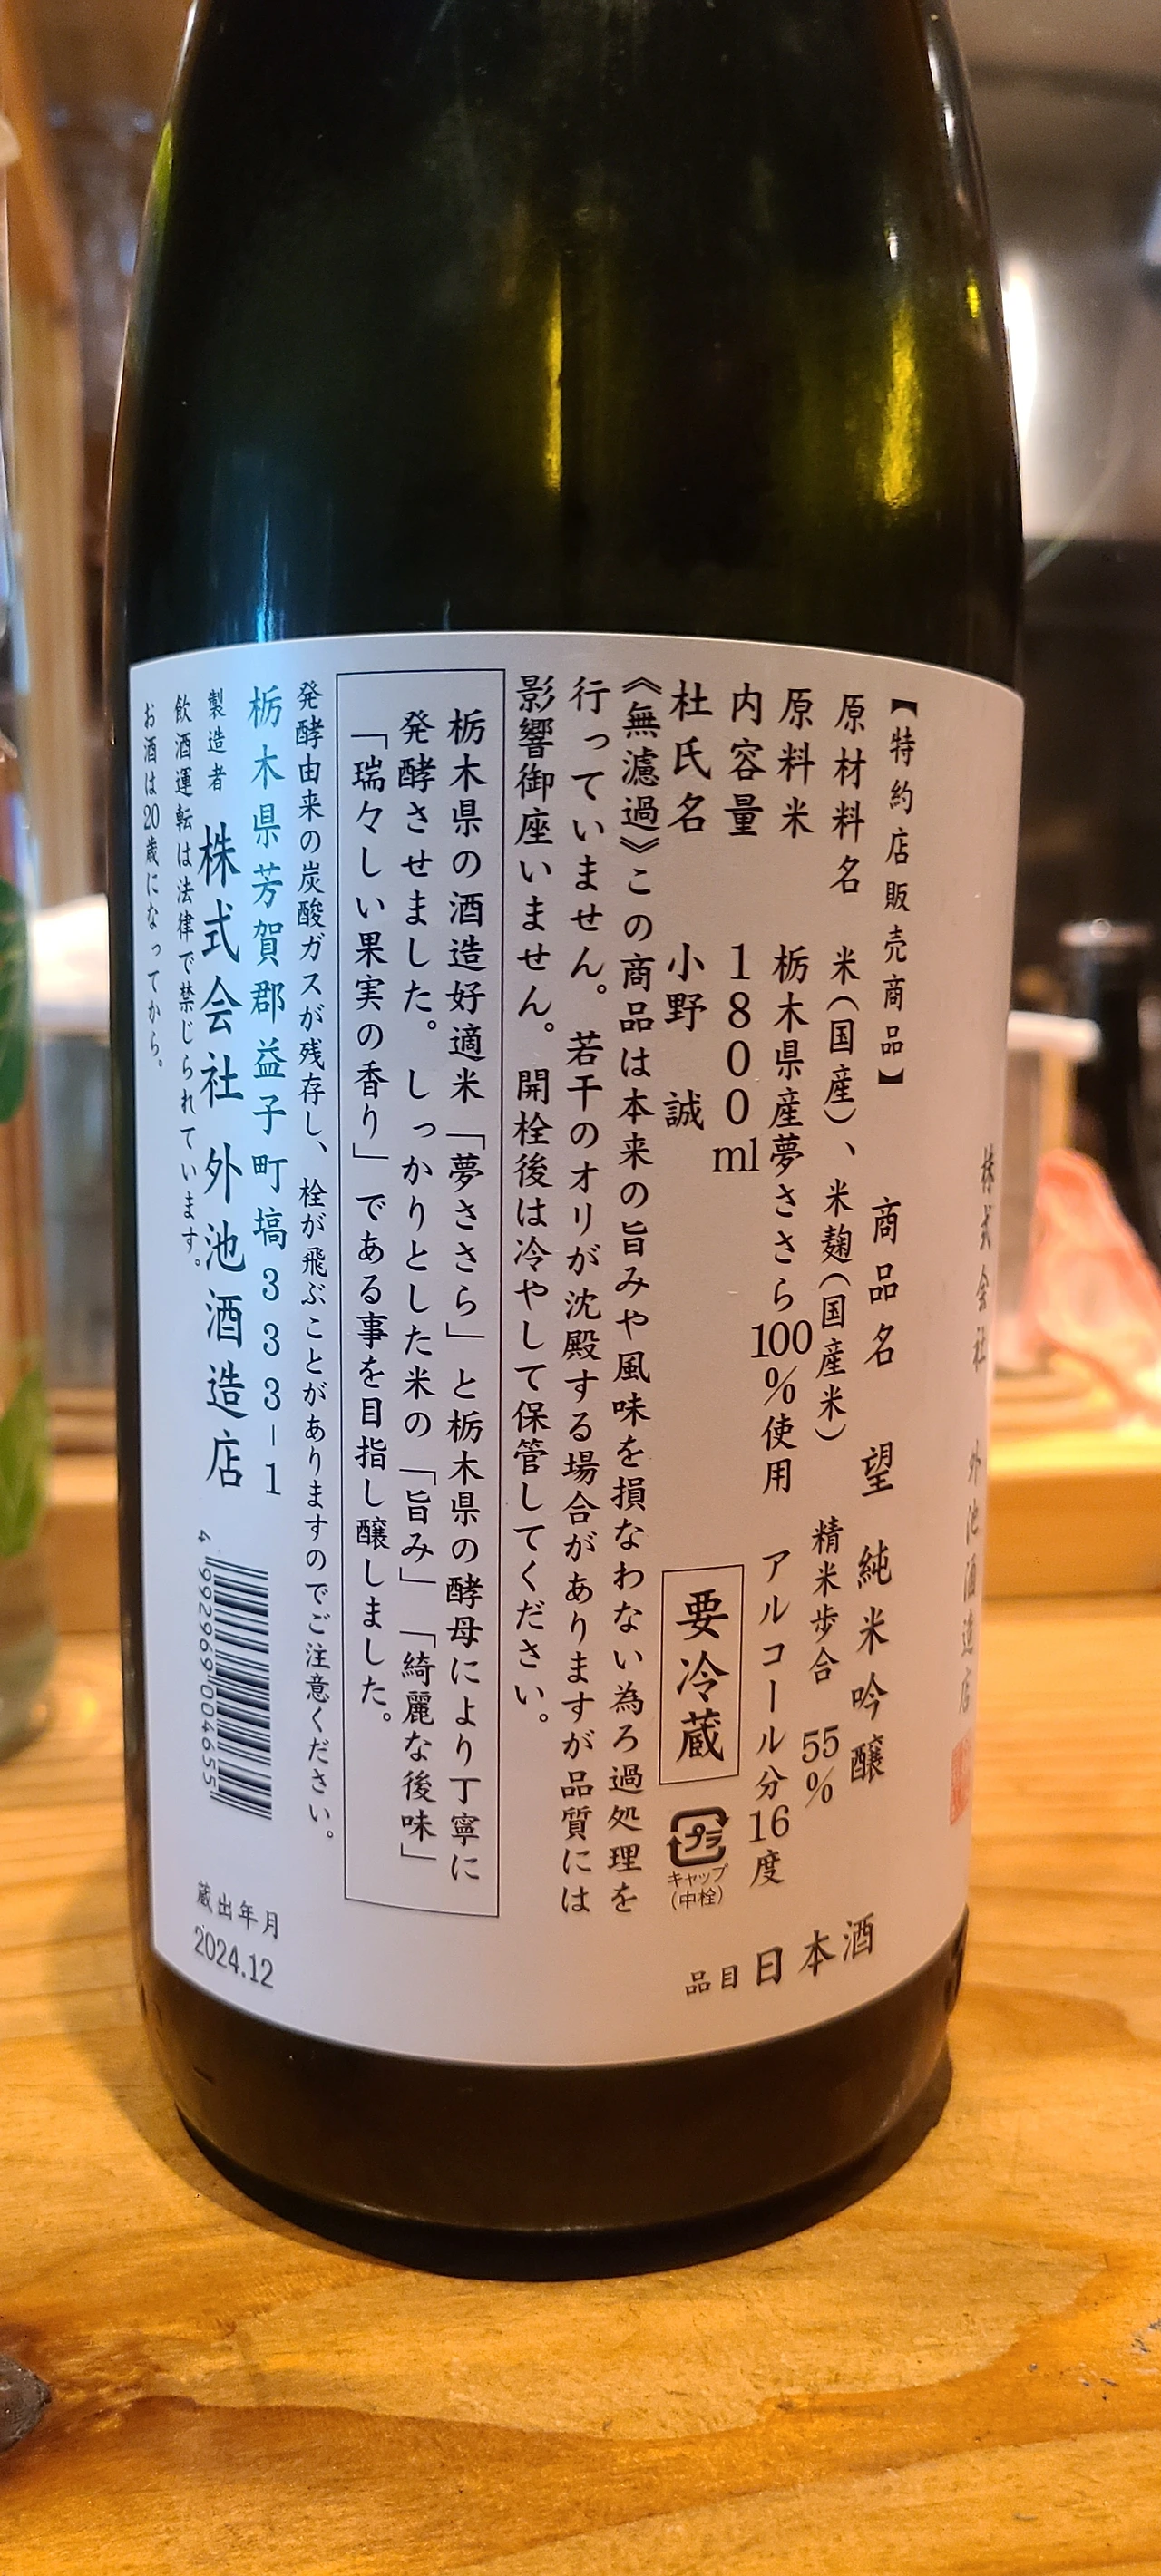 株式会社 外池酒造店
【特約店販売商品】 商品名 望 純米吟醸
原材料名 米(国産)、米麹(国産米) 精米歩合 55%
原料米 栃木県産夢ささら100%使用 アルコール分16度
内容量 1800ml
杜氏名 小野 誠
要冷蔵
プラ
キャップ
(中栓)
品目 日本酒
《無濾過》この商品は本来の旨みや風味を損なわない為ろ過処理を
行っていません。若干のオリが沈殿する場合がありますが品質には
影響御座いません。開栓後は冷やして保管してください。
栃木県の酒造好適米「夢ささら」と栃木県の酵母により丁寧に
発酵させました。しっかりとした米の「旨み」「綺麗な後味」
「瑞々しい果実の香り」である事を目指し醸しました。
発酵由来の炭酸ガスが残存し、栓が飛ぶことがありますのでご注意ください。
栃木県芳賀郡益子町塙333-1
製造者 株式会社 外池酒造店
飲酒運転は法律で禁じられています。
お酒は20歳になってから。
4 992969 004655
蔵出年月
2024.12